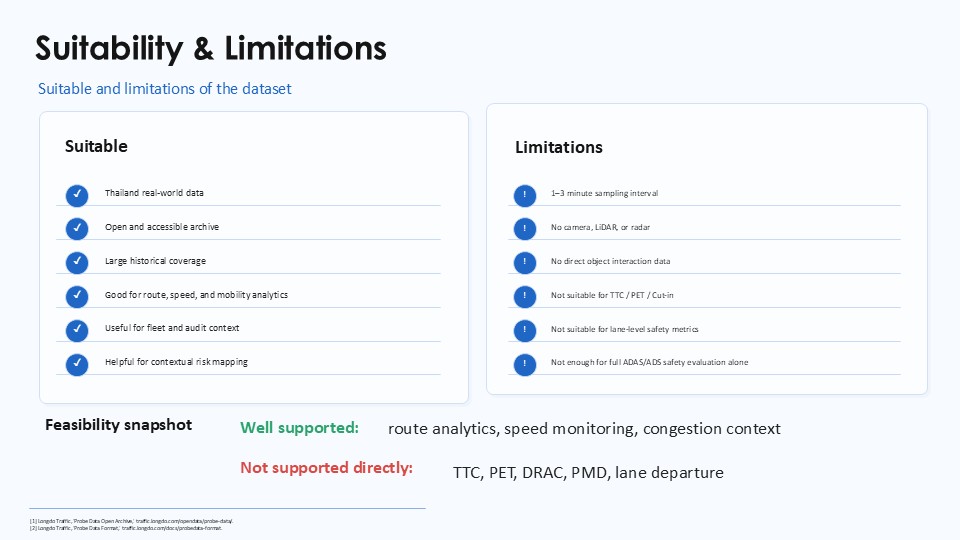 Suitability & Limitations
Suitable and limitations of the dataset
Suitable
✓ Thailand real-world data
✓ Open and accessible archive
✓ Large historical coverage
✓ Good for route, speed, and mobility analytics
✓ Useful for fleet and audit context
✓ Helpful for contextual risk mapping
Limitations
! 1–3 minute sampling interval
! No camera, LiDAR, or radar
! No direct object interaction data
! Not suitable for TTC / PET / Cut-in
! Not suitable for lane-level safety metrics
! Not enough for full ADAS/ADS safety evaluation alone
Feasibility snapshot
Well supported: route analytics, speed monitoring, congestion context
Not supported directly: TTC, PET, DRAC, PMD, lane departure
[1] Longdo Traffic, 'Probe Data Open Archive,' traffic.longdo.com/opendata/probe-data/.
[2] Longdo Traffic, 'Probe Data Format,' traffic.longdo.com/docs/probedata-format.